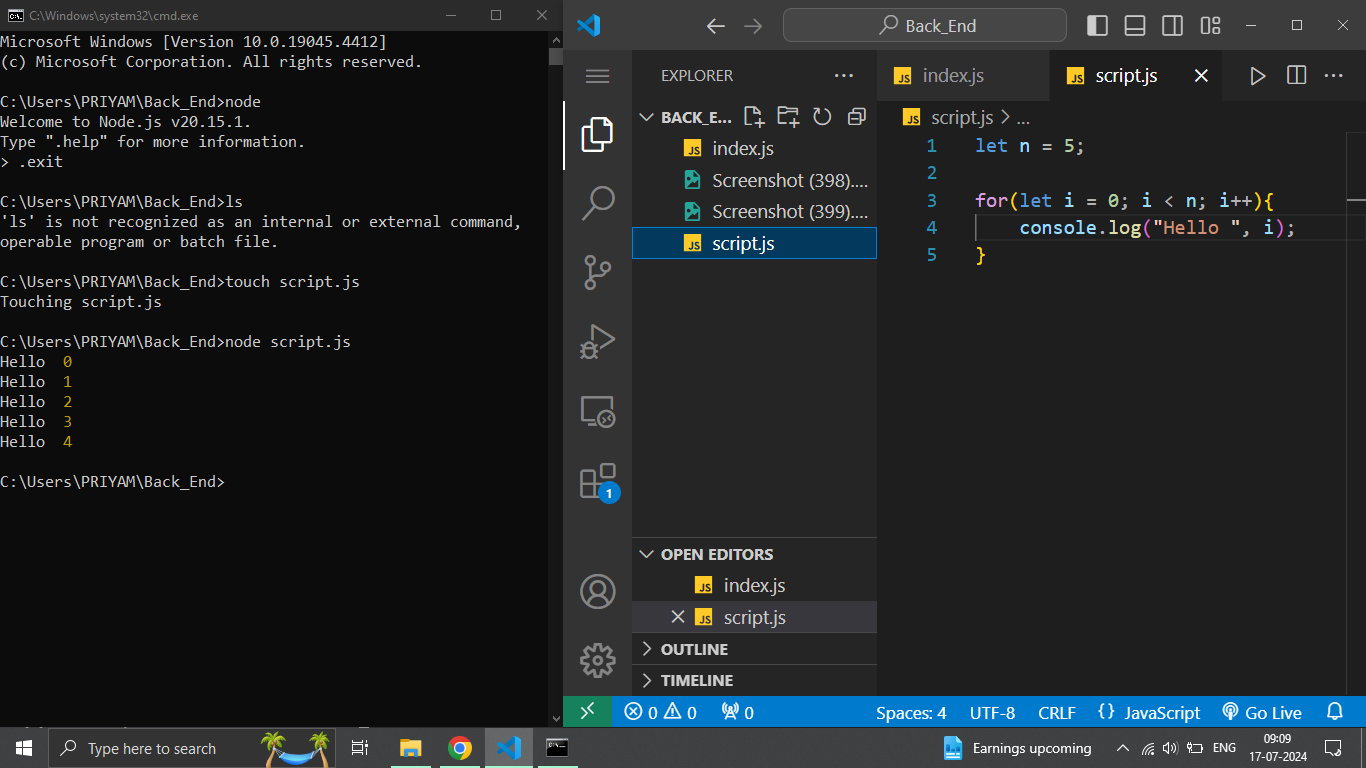 C:\Windows\system32\cmd.exe
Microsoft Windows [Version 10.0.19045.4412]
(c) Microsoft Corporation. All rights reserved.
C:\Users\PRIYAM\Back_End>node
Welcome to Node.js v20.15.1.
Type ".help" for more information.
> .exit
C:\Users\PRIYAM\Back_End>ls
'ls' is not recognized as an internal or external command,
operable program or batch file.
C:\Users\PRIYAM\Back_End>touch script.js
Touching script.js
C:\Users\PRIYAM\Back_End>node script.js
Hello  0
Hello  1
Hello  2
Hello  3
Hello  4
C:\Users\PRIYAM\Back_End>
Back_End
EXPLORER
BACK_E...
index.js
Screenshot (398)....
Screenshot (399)....
script.js
1
OPEN EDITORS
index.js
script.js
OUTLINE
TIMELINE
index.js
script.js
script.js > ...
1 let n = 5;
2
3 for(let i = 0; i < n; i++){
4     console.log("Hello ", i);
5 }
0 0 0 Spaces: 4 UTF-8 CRLF {} JavaScript Go Live
Type here to search
Earnings upcoming
ENG
09:09
17-07-2024